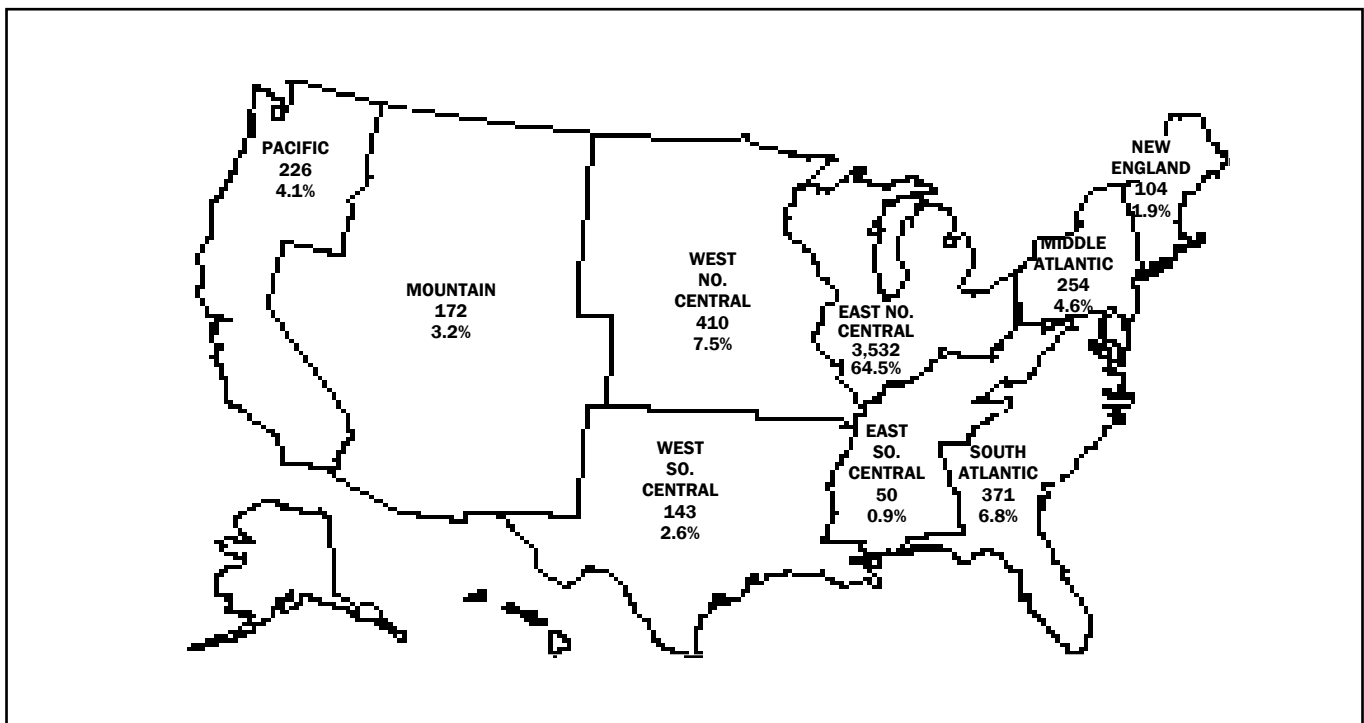 PACIFIC
226
4.1%
MOUNTAIN
172
3.2%
WEST
NO.
CENTRAL
410
7.5%
EAST NO.
CENTRAL
3,532
64.5%
NEW
ENGLAND
104
1.9%
MIDDLE
ATLANTIC
254
4.6%
WEST
SO.
CENTRAL
143
2.6%
EAST
SO.
CENTRAL
50
0.9%
SOUTH
ATLANTIC
371
6.8%